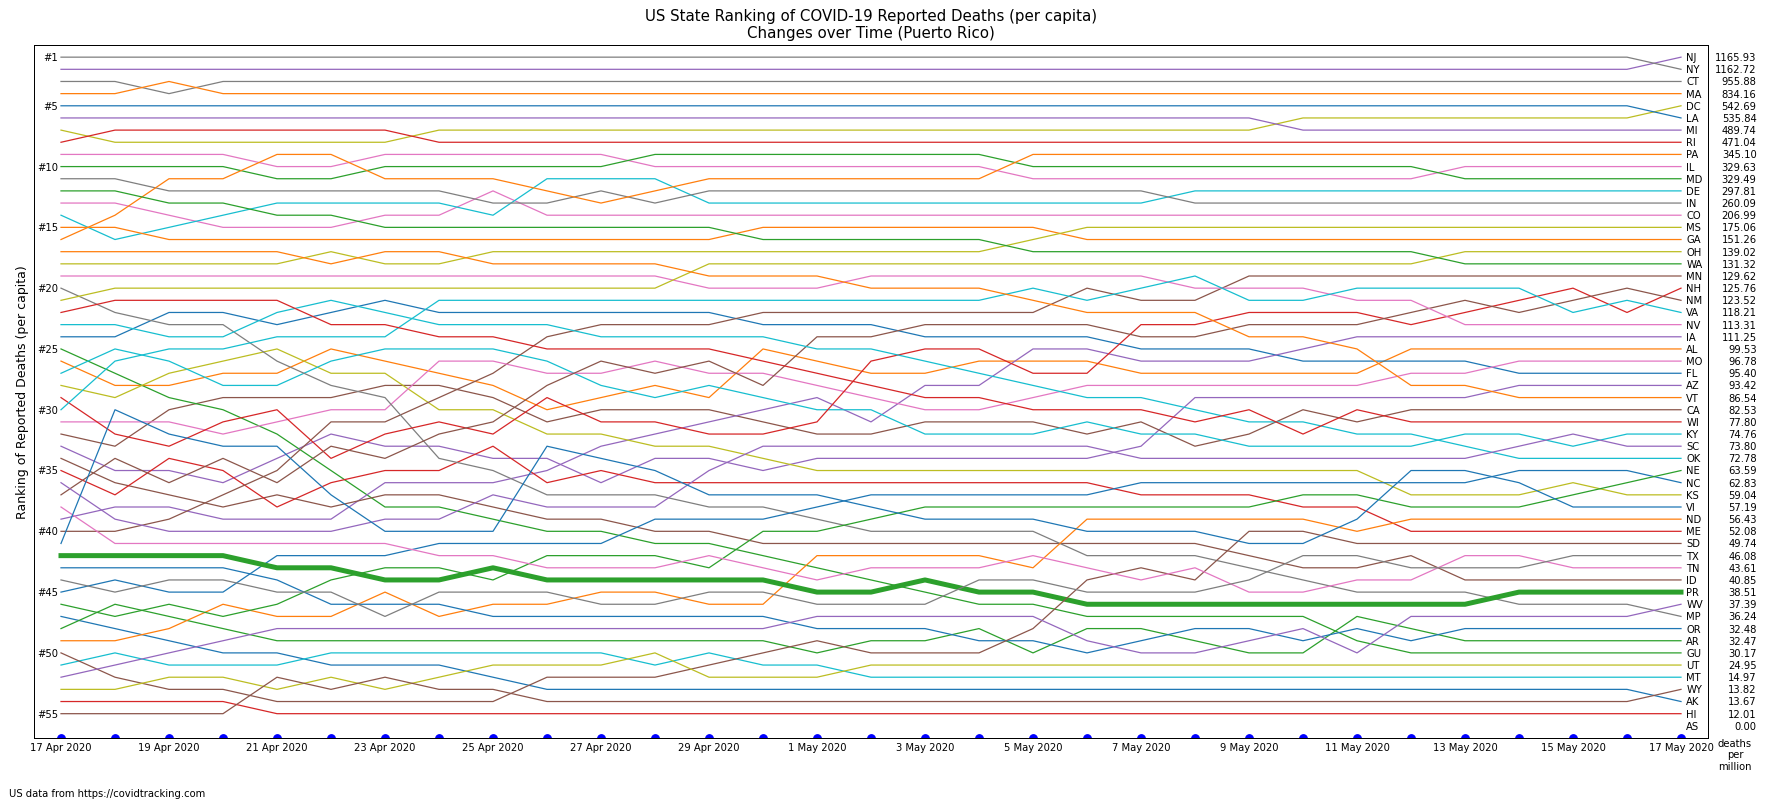 US State Ranking of COVID-19 Reported Deaths (per capita)
Changes over Time (Puerto Rico)
Ranking of Reported Deaths (per capita)
#1
#5
#10
#15
#20
#25
#30
#35
#40
#45
#50
#55
NJ 1165.93
NY 1162.72
CT 955.88
MA 834.16
DC 542.69
LA 535.84
MI 489.74
RI 471.04
PA 345.10
IL 329.63
MD 329.49
DE 297.81
IN 260.09
CO 206.99
MS 175.06
GA 151.26
OH 139.02
WA 131.32
MN 129.62
NH 125.76
NM 123.52
VA 118.21
NV 113.31
IA 111.25
AL 99.53
MO 96.78
FL 95.40
AZ 93.42
VT 86.54
CA 82.53
WI 77.80
KY 74.76
SC 73.80
OK 72.78
NE 63.59
NC 62.83
KS 59.04
VI 57.19
ND 56.43
ME 52.08
SD 49.74
TX 46.08
TN 43.61
ID 40.85
PR 38.51
WV 37.39
MP 36.24
OR 32.48
AR 32.47
GU 30.17
UT 24.95
MT 14.97
WY 13.82
AK 13.67
HI 12.01
AS 0.00
17 Apr 2020 19 Apr 2020 21 Apr 2020 23 Apr 2020 25 Apr 2020 27 Apr 2020 29 Apr 2020 1 May 2020 3 May 2020 5 May 2020 7 May 2020 9 May 2020 11 May 2020 13 May 2020 15 May 2020 17 May 2020
deaths
per
million
US data from https://covidtracking.com